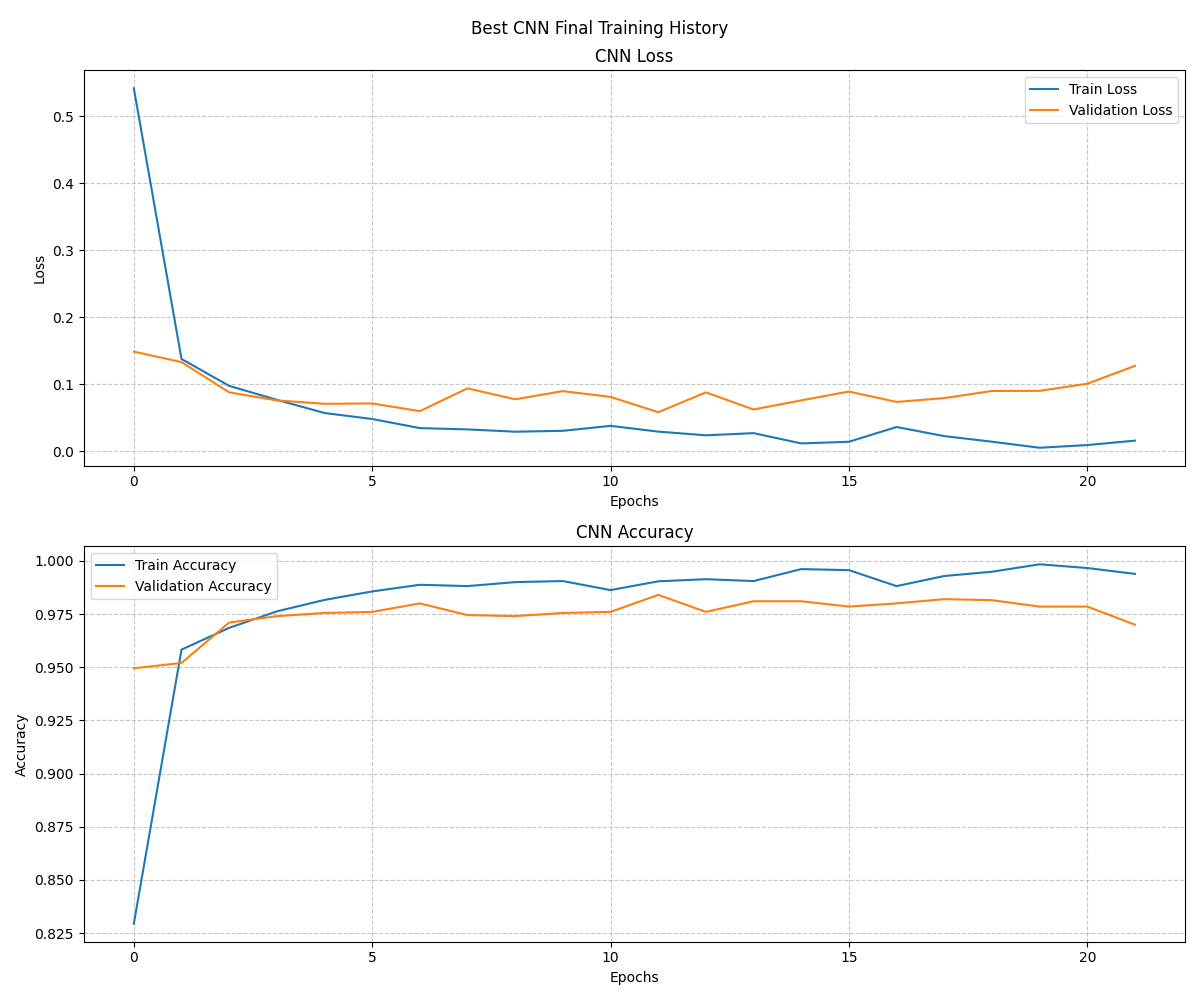 Best CNN Final Training History
CNN Loss
Train Loss
Validation Loss
0.5
0.4
0.3
0.2
0.1
0.0
Loss
0 5 10 15 20
Epochs
CNN Accuracy
Train Accuracy
Validation Accuracy
1.000
0.975
0.950
0.925
0.900
0.875
0.850
0.825
Accuracy
0 5 10 15 20
Epochs